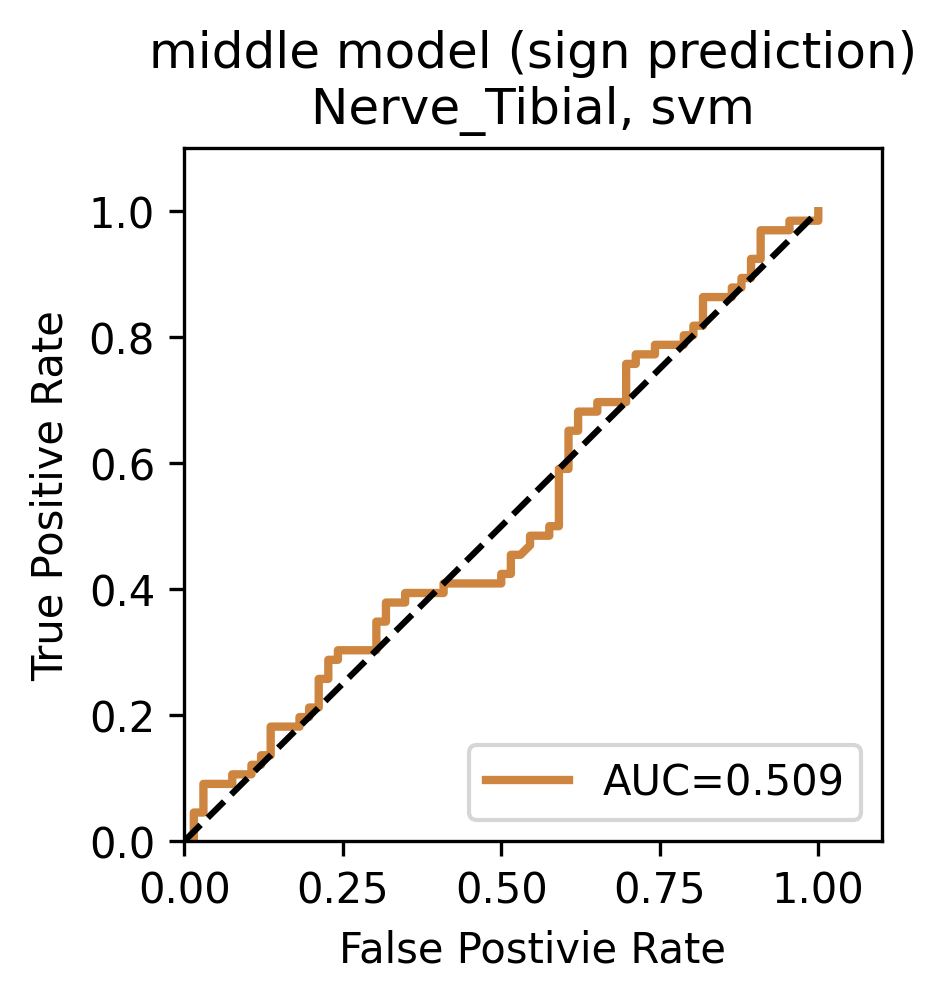 middle model (sign prediction)
Nerve_Tibial, svm
1.0
0.8
0.6
0.4
0.2
0.0
True Positive Rate
AUC=0.509
0.00 0.25 0.50 0.75 1.00
False Postivie Rate